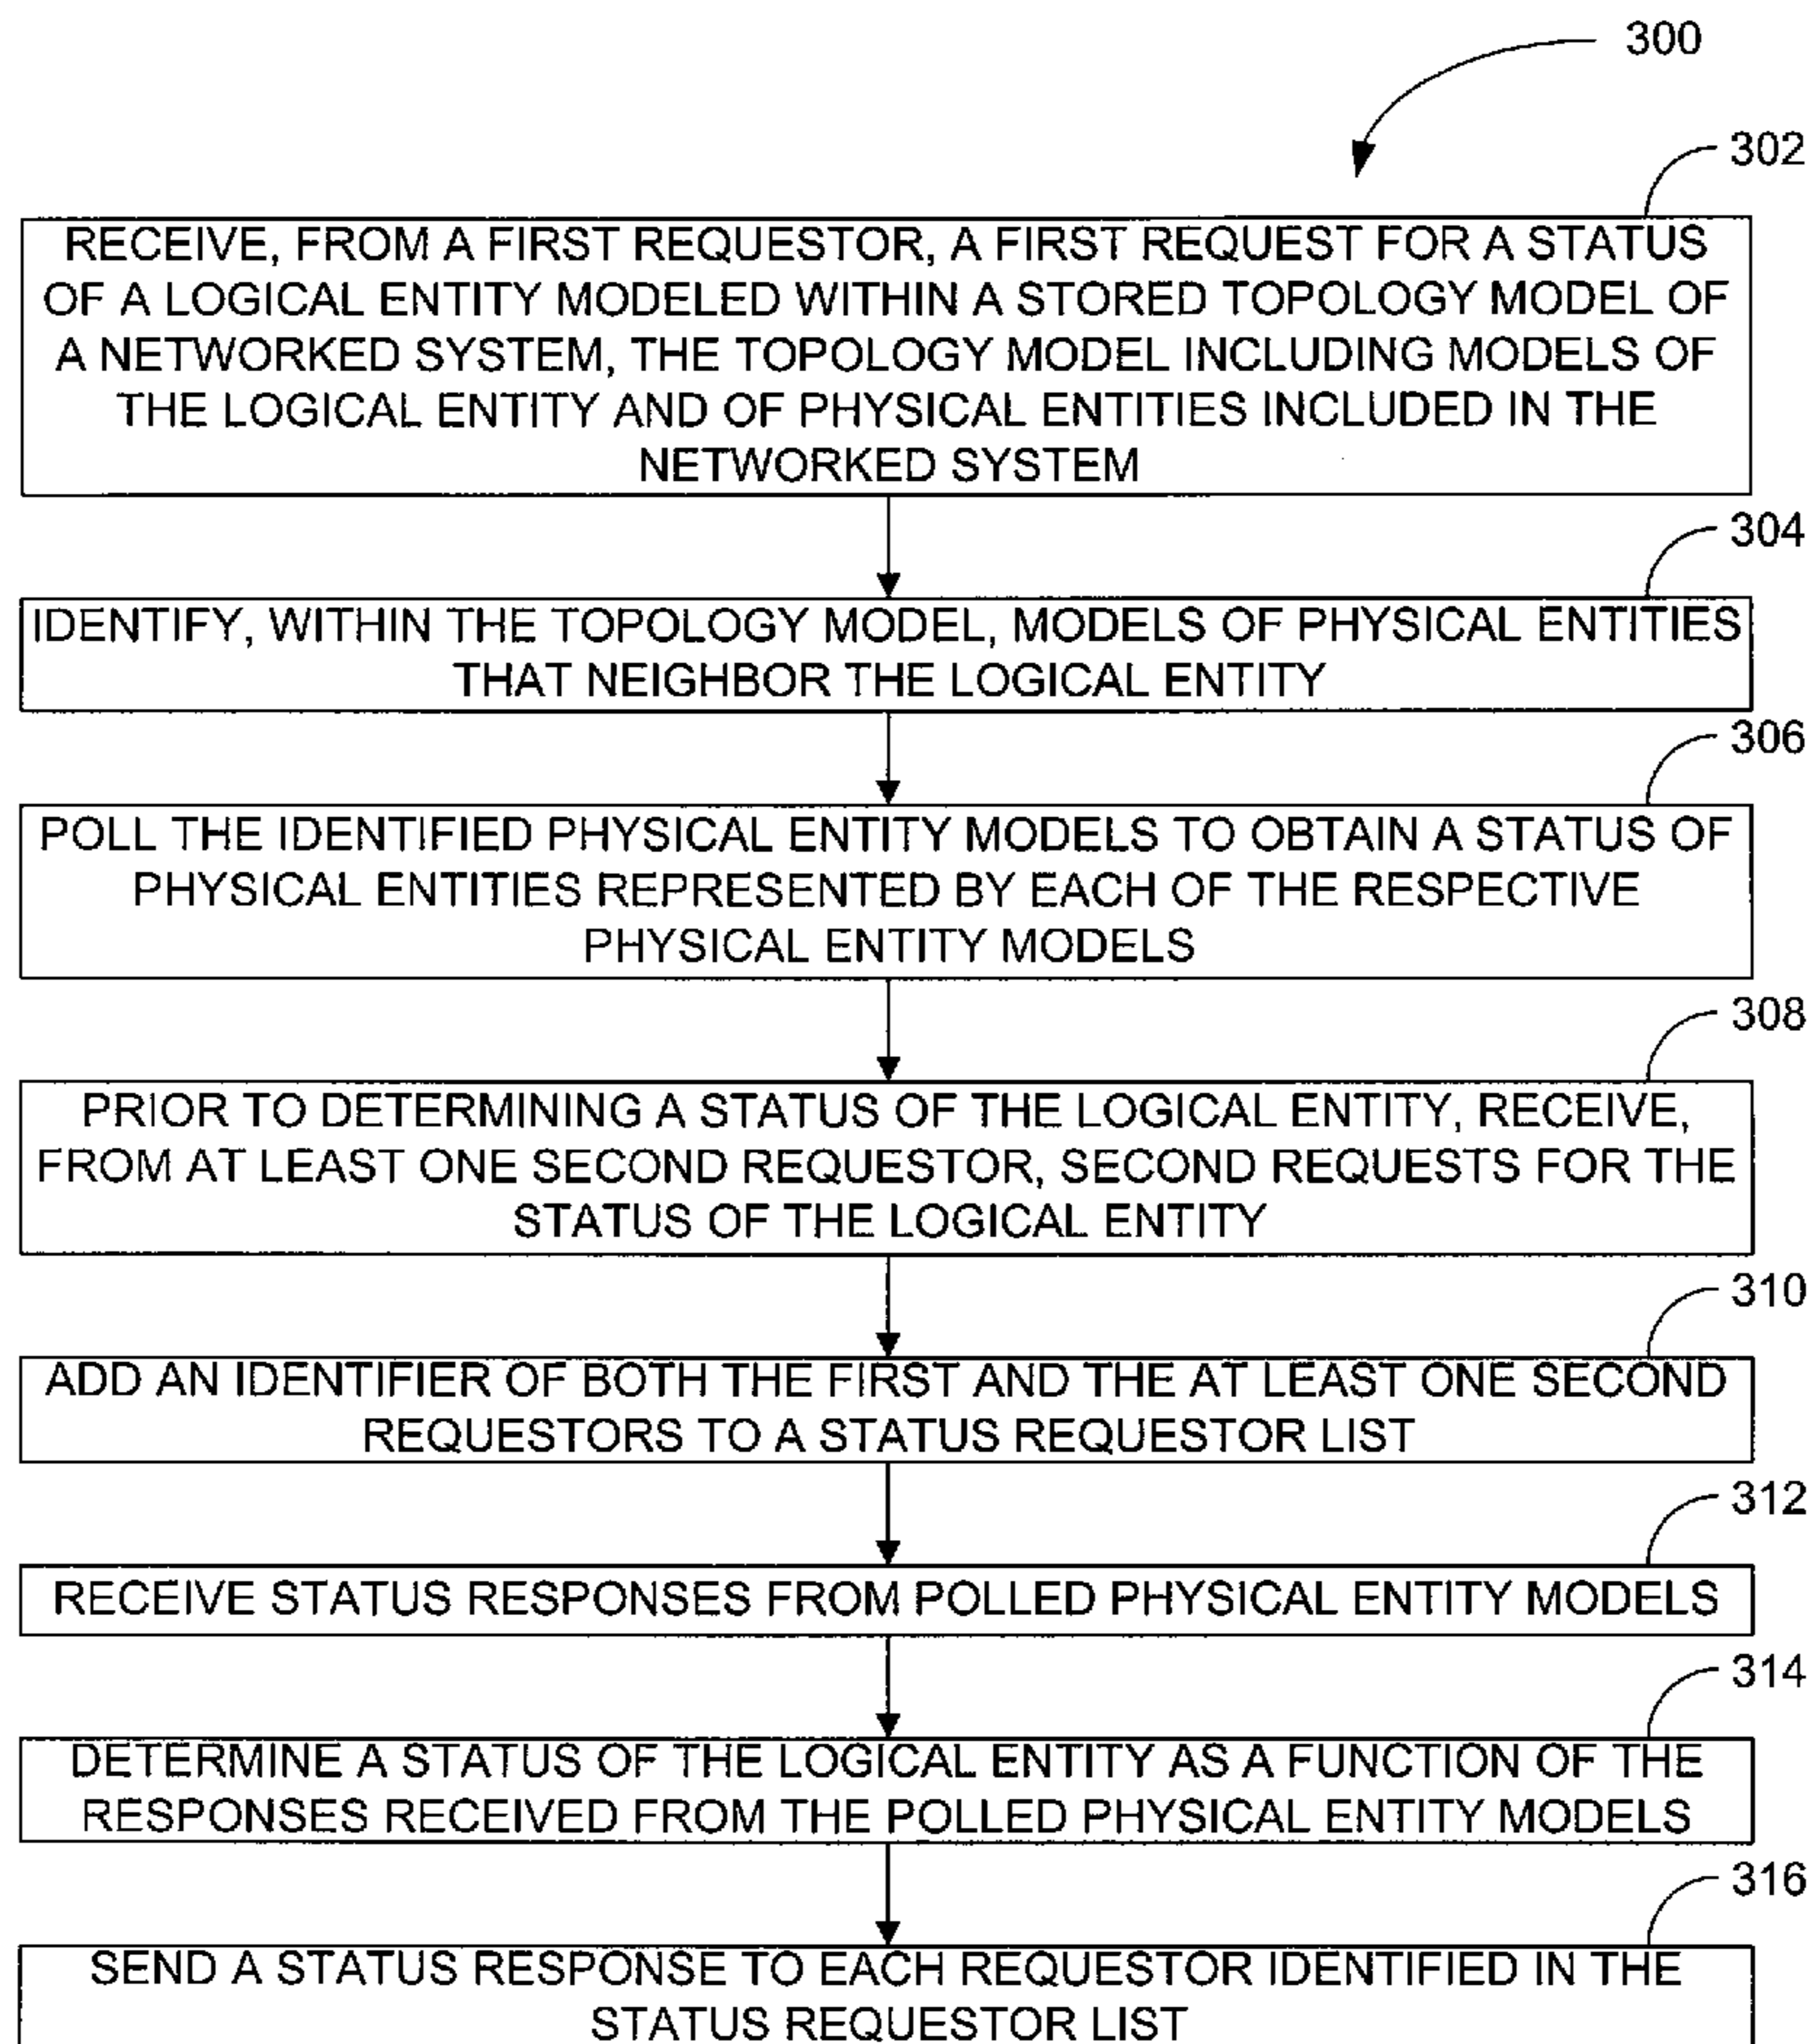 300
302
RECEIVE, FROM A FIRST REQUESTOR, A FIRST REQUEST FOR A STATUS
OF A LOGICAL ENTITY MODELED WITHIN A STORED TOPOLOGY MODEL OF
A NETWORKED SYSTEM, THE TOPOLOGY MODEL INCLUDING MODELS OF
THE LOGICAL ENTITY AND OF PHYSICAL ENTITIES INCLUDED IN THE
NETWORKED SYSTEM
304
IDENTIFY, WITHIN THE TOPOLOGY MODEL, MODELS OF PHYSICAL ENTITIES
THAT NEIGHBOR THE LOGICAL ENTITY
306
POLL THE IDENTIFIED PHYSICAL ENTITY MODELS TO OBTAIN A STATUS OF
PHYSICAL ENTITIES REPRESENTED BY EACH OF THE RESPECTIVE
PHYSICAL ENTITY MODELS
308
PRIOR TO DETERMINING A STATUS OF THE LOGICAL ENTITY, RECEIVE,
FROM AT LEAST ONE SECOND REQUESTOR, SECOND REQUESTS FOR THE
STATUS OF THE LOGICAL ENTITY
310
ADD AN IDENTIFIER OF BOTH THE FIRST AND THE AT LEAST ONE SECOND
REQUESTORS TO A STATUS REQUESTOR LIST
312
RECEIVE STATUS RESPONSES FROM POLLED PHYSICAL ENTITY MODELS
314
DETERMINE A STATUS OF THE LOGICAL ENTITY AS A FUNCTION OF THE
RESPONSES RECEIVED FROM THE POLLED PHYSICAL ENTITY MODELS
316
SEND A STATUS RESPONSE TO EACH REQUESTOR IDENTIFIED IN THE
STATUS REQUESTOR LIST